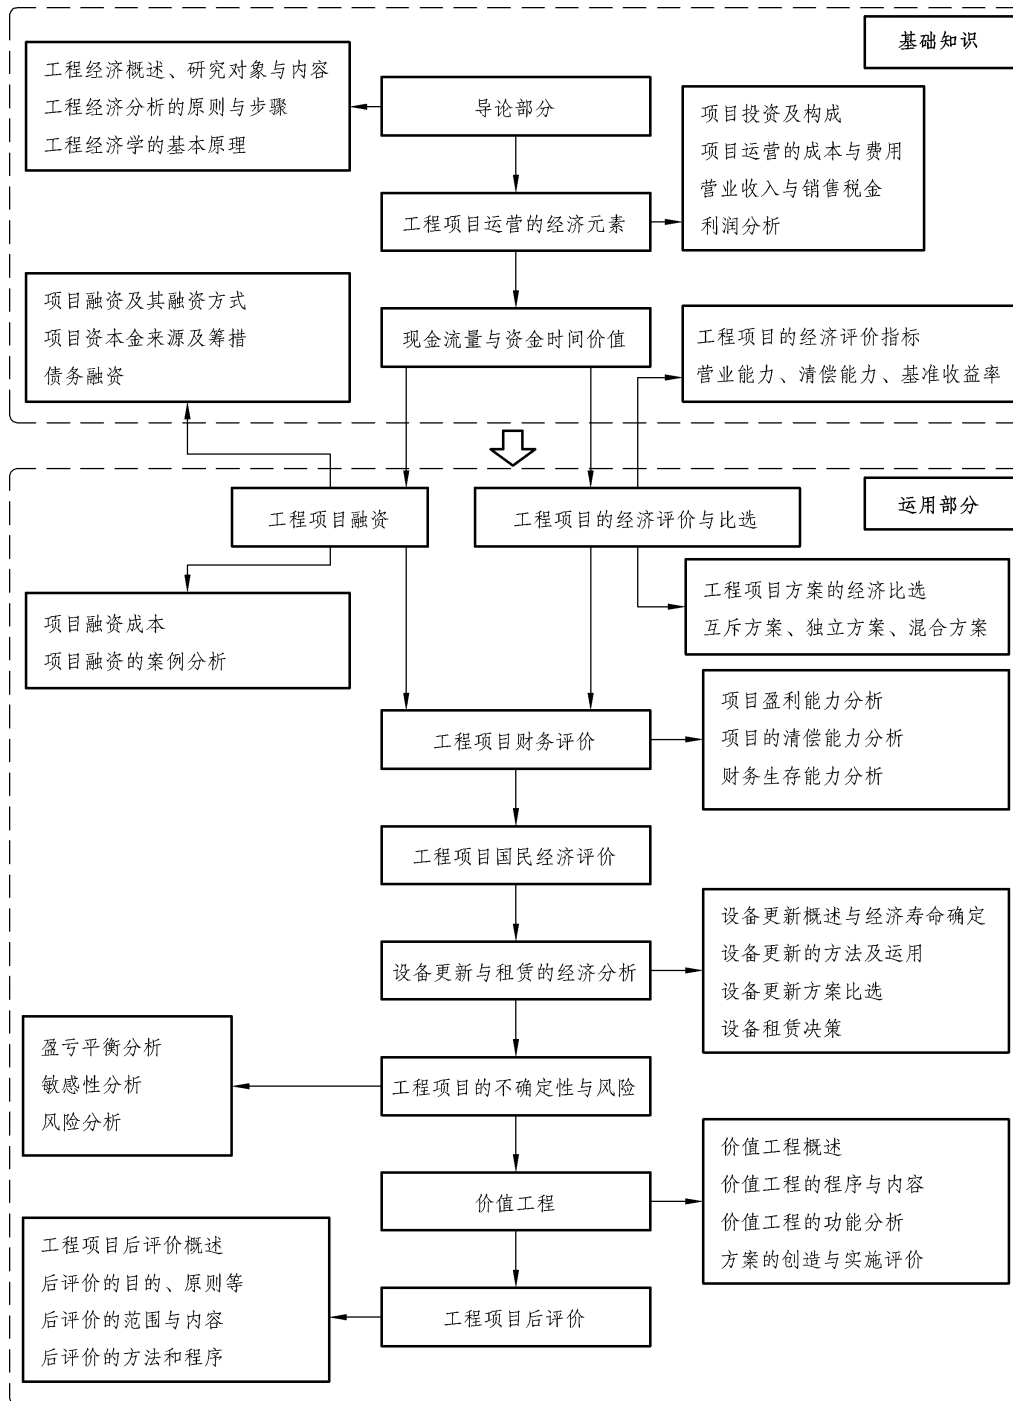 基础知识
工程经济概述、研究对象与内容
工程经济分析的原则与步骤
工程经济学的基本原理
导论部分
项目投资及构成
项目运营的成本与费用
营业收入与销售税金
利润分析
工程项目运营的经济元素
项目融资及其融资方式
项目资本金来源及筹措
债务融资
现金流量与资金时间价值
工程项目的经济评价指标
营业能力、清偿能力、基准收益率
运用部分
工程项目融资
工程项目的经济评价与比选
工程项目方案的经济比选
互斥方案、独立方案、混合方案
项目融资成本
项目融资的案例分析
工程项目财务评价
项目盈利能力分析
项目的清偿能力分析
财务生存能力分析
工程项目国民经济评价
设备更新与租赁的经济分析
设备更新概述与经济寿命确定
设备更新的方法及运用
设备更新方案比选
设备租赁决策
盈亏平衡分析
敏感性分析
风险分析
工程项目的不确定性与风险
价值工程
价值工程概述
价值工程的程序与内容
价值工程的功能分析
方案的创造与实施评价
工程项目后评价概述
后评价的目的、原则等
后评价的范围与内容
后评价的方法和程序
工程项目后评价